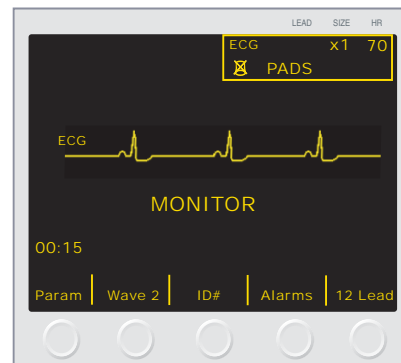 LEAD SIZE HR
ECG x1 70
PADS
ECG
MONITOR
00:15
Param Wave 2 ID# Alarms 12 Lead